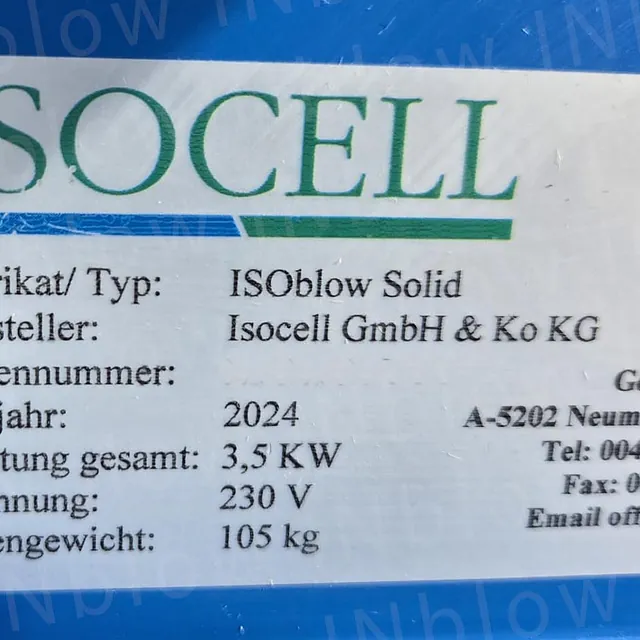 SOCELL
rikat/ Typ: ISOblow Solid
steller: Isocell GmbH & Ko KG
ennummer:
Ge
jahr: 2024
A-5202 Neum
tung gesamt: 3,5 KW
Tel: 004
nnung: 230 V
Fax: 0
Email off
engewicht: 105 kg